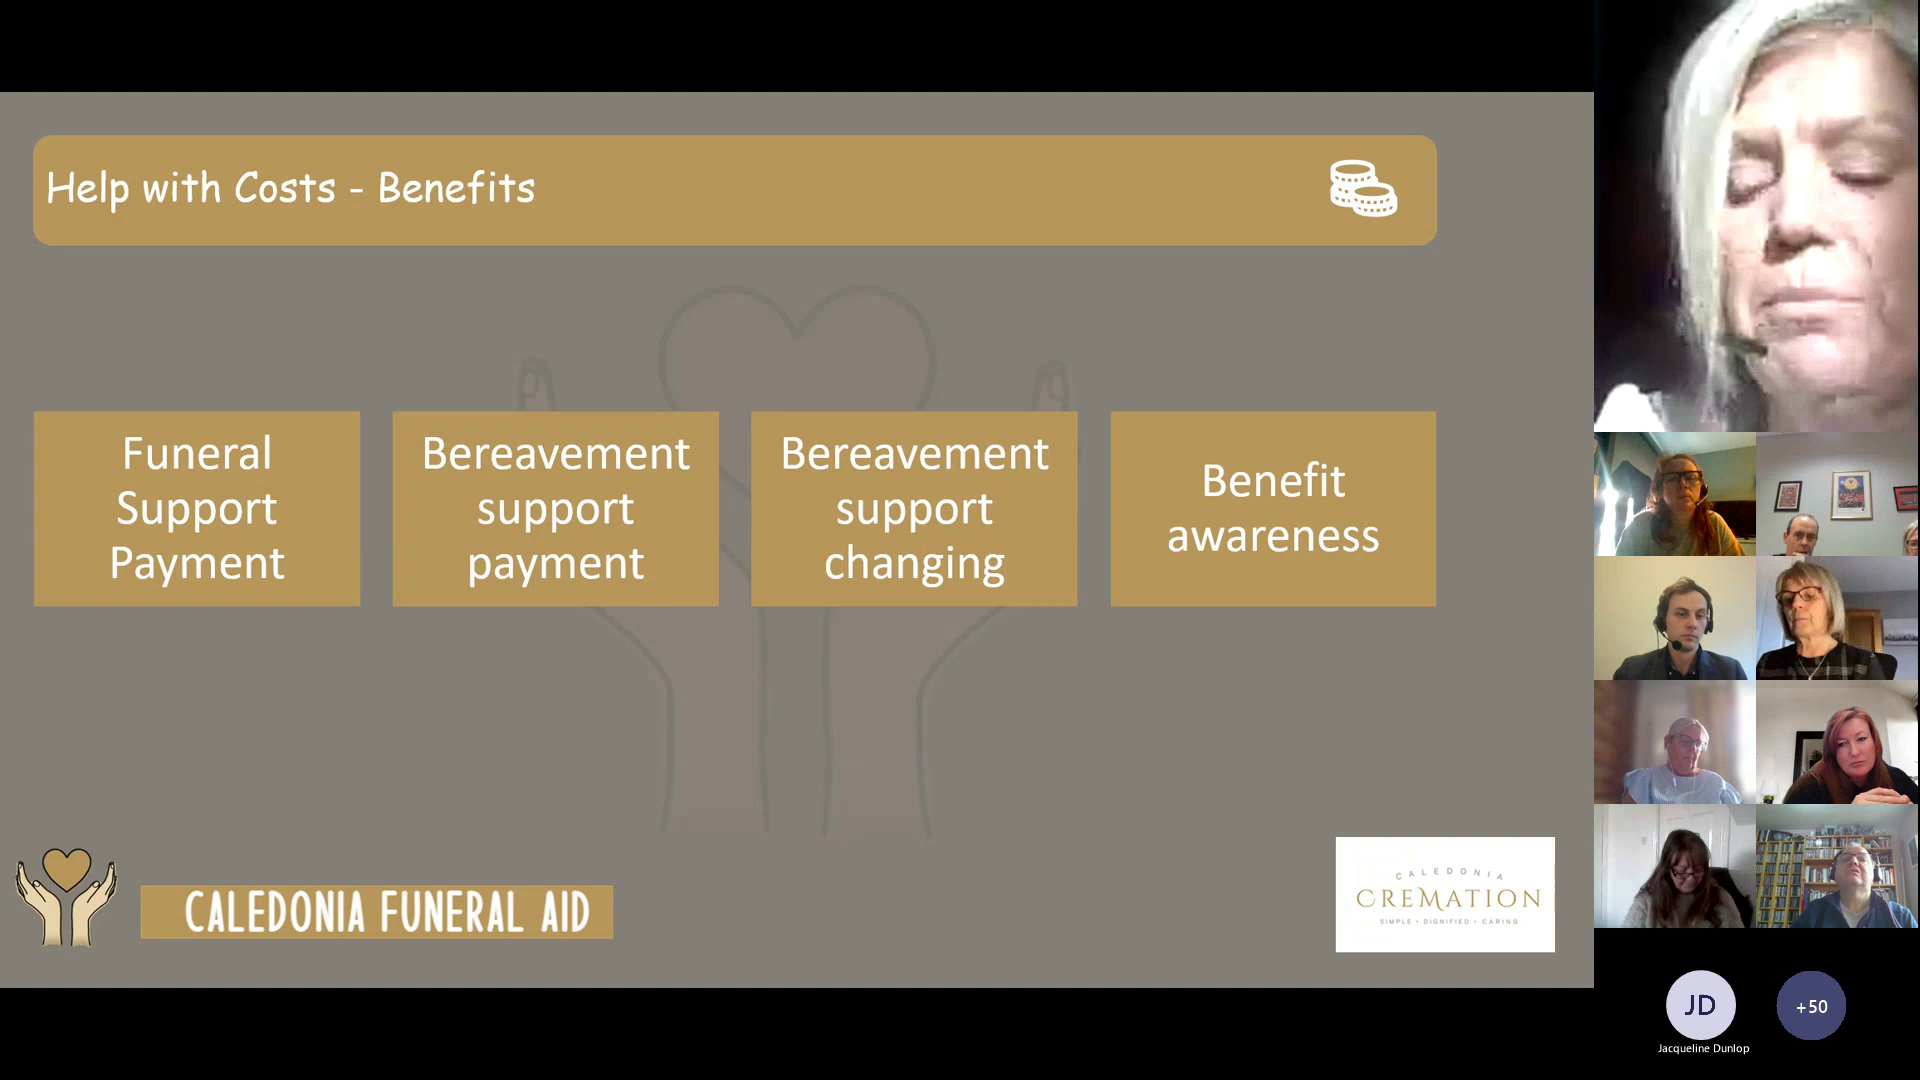 Help with Costs - Benefits
Funeral
Support
Payment
Bereavement
support
payment
Bereavement
support
changing
Benefit
awareness
CALEDONIA FUNERAL AID
CALEDONIA
CREMATION
SIMPLE • DIGNIFIED • CARING
JD
+50
Jacqueline Dunlop